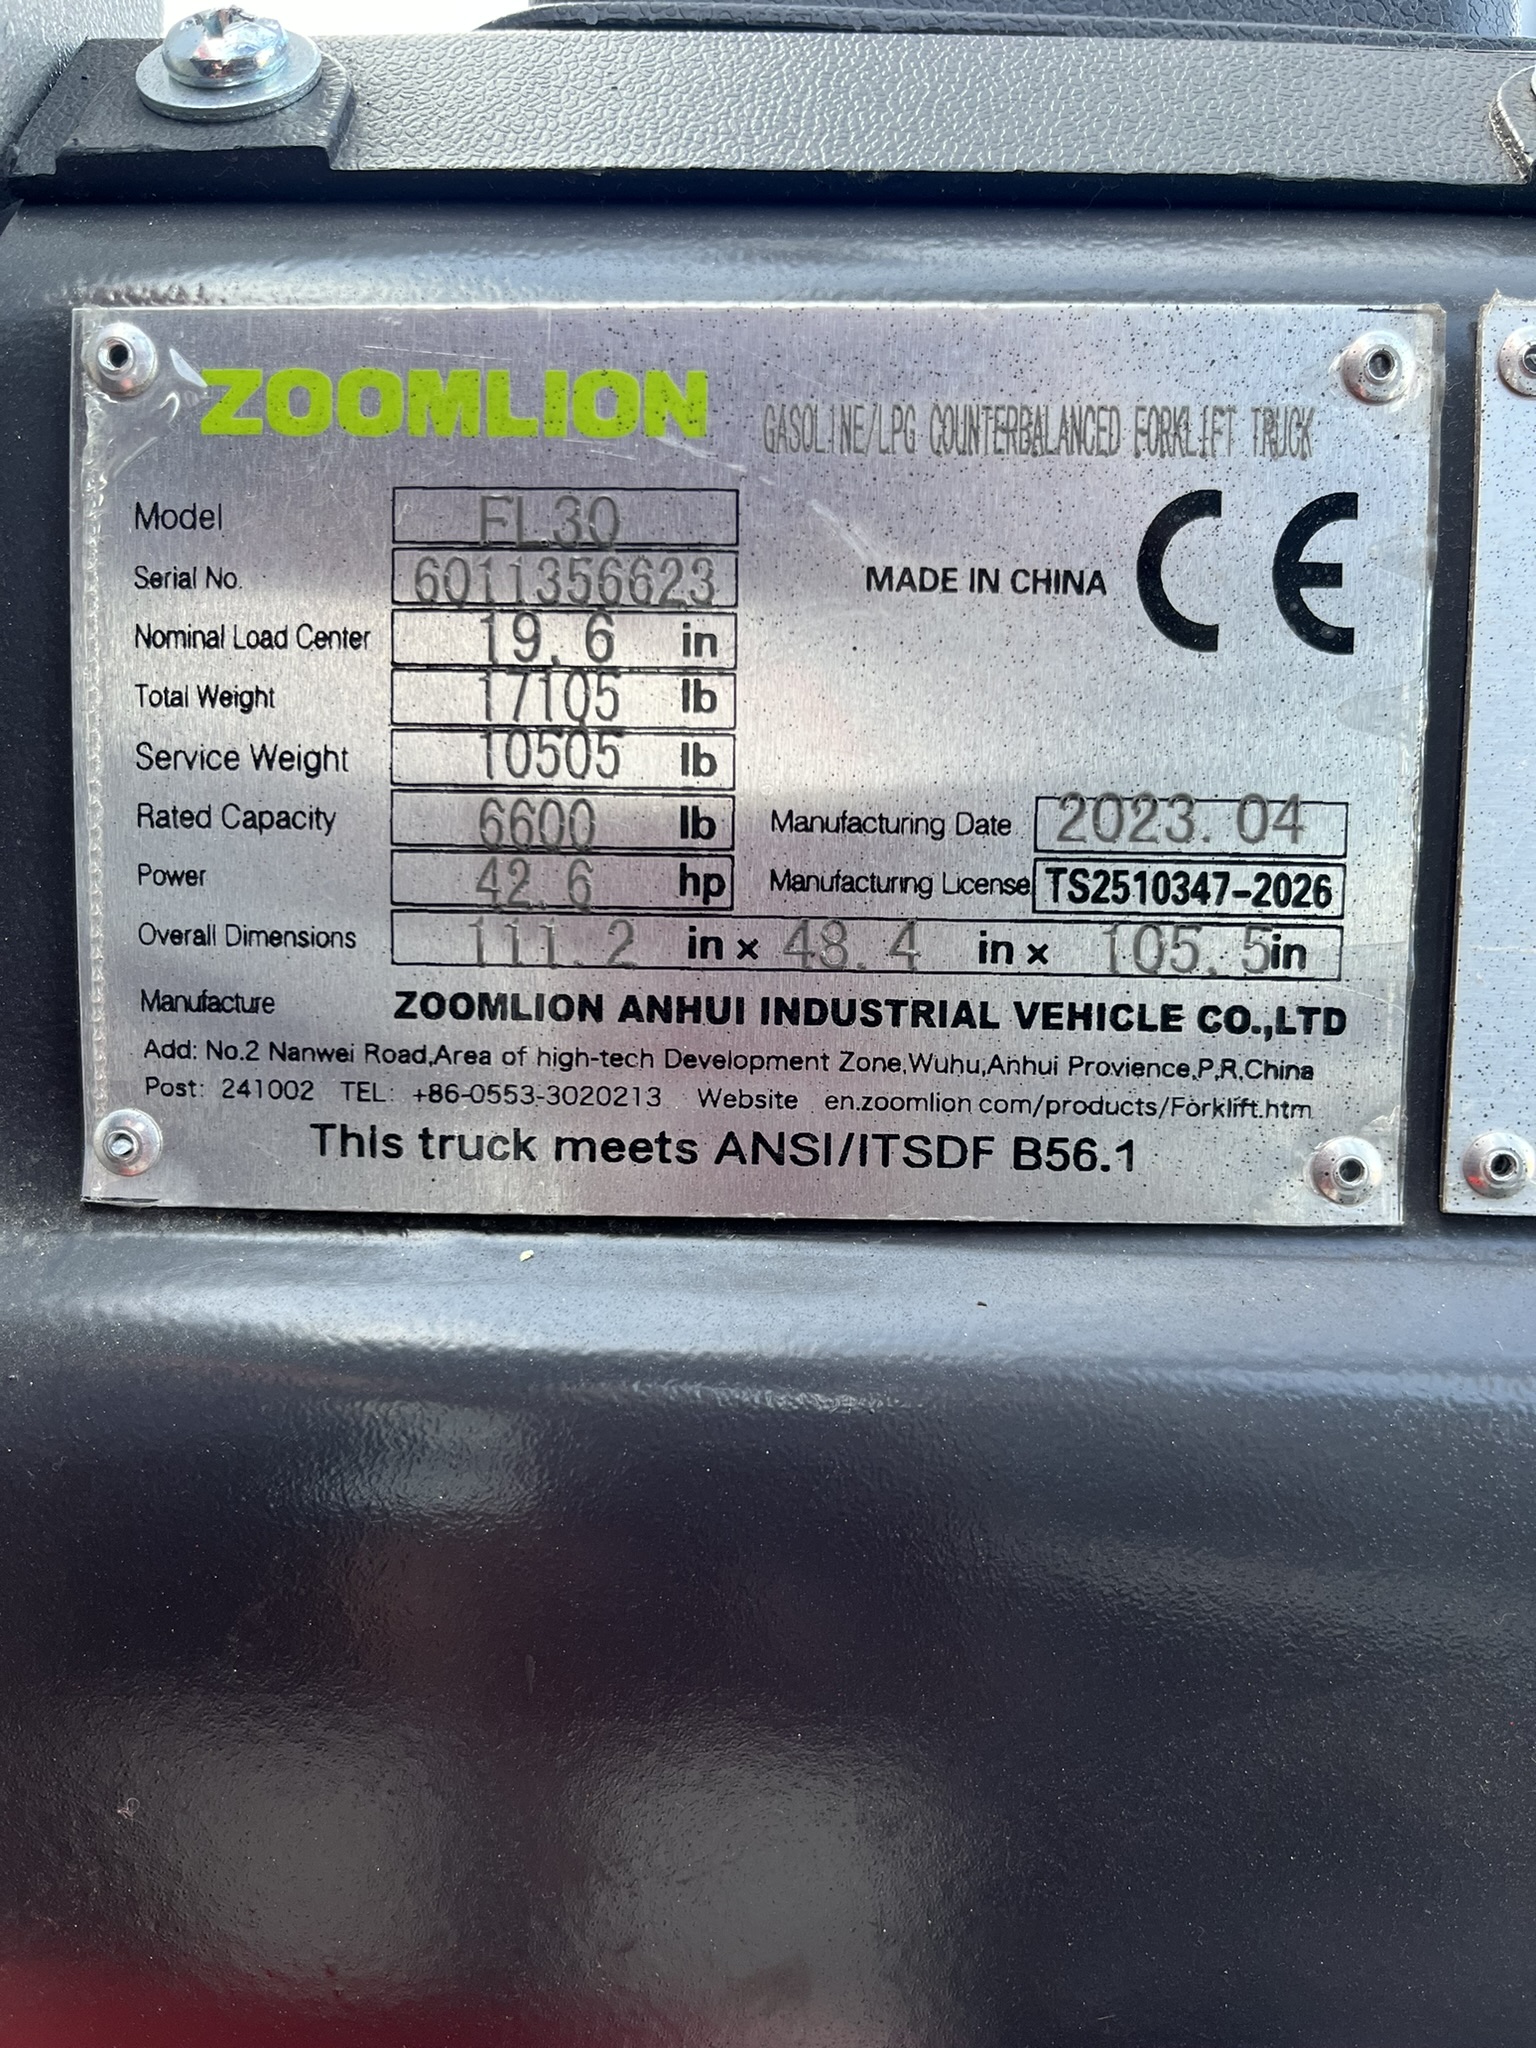 ZOOMLION GASOLINE/LPG COUNTERBALANCED FORKLIFT TRUCK
Model FL30
Serial No. 6011356623
MADE IN CHINA CE
Nominal Load Center 19.6 in
Total Weight 17105 lb
Service Weight 10505 lb
Rated Capacity 6600 lb Manufacturing Date 2023.04
Power 42.6 hp Manufacturing License TS2510347-2026
Overall Dimensions 111.2 in x 48.4 in x 105.5in
Manufacture ZOOMLION ANHUI INDUSTRIAL VEHICLE CO.,LTD
Add: No.2 Nanwei Road,Area of high-tech Development Zone,Wuhu,Anhui Provience,P,R,China
Post: 241002 TEL: +86-0553-3020213 Website en.zoomlion.com/products/Forklift.htm
This truck meets ANSI/ITSDF B56.1